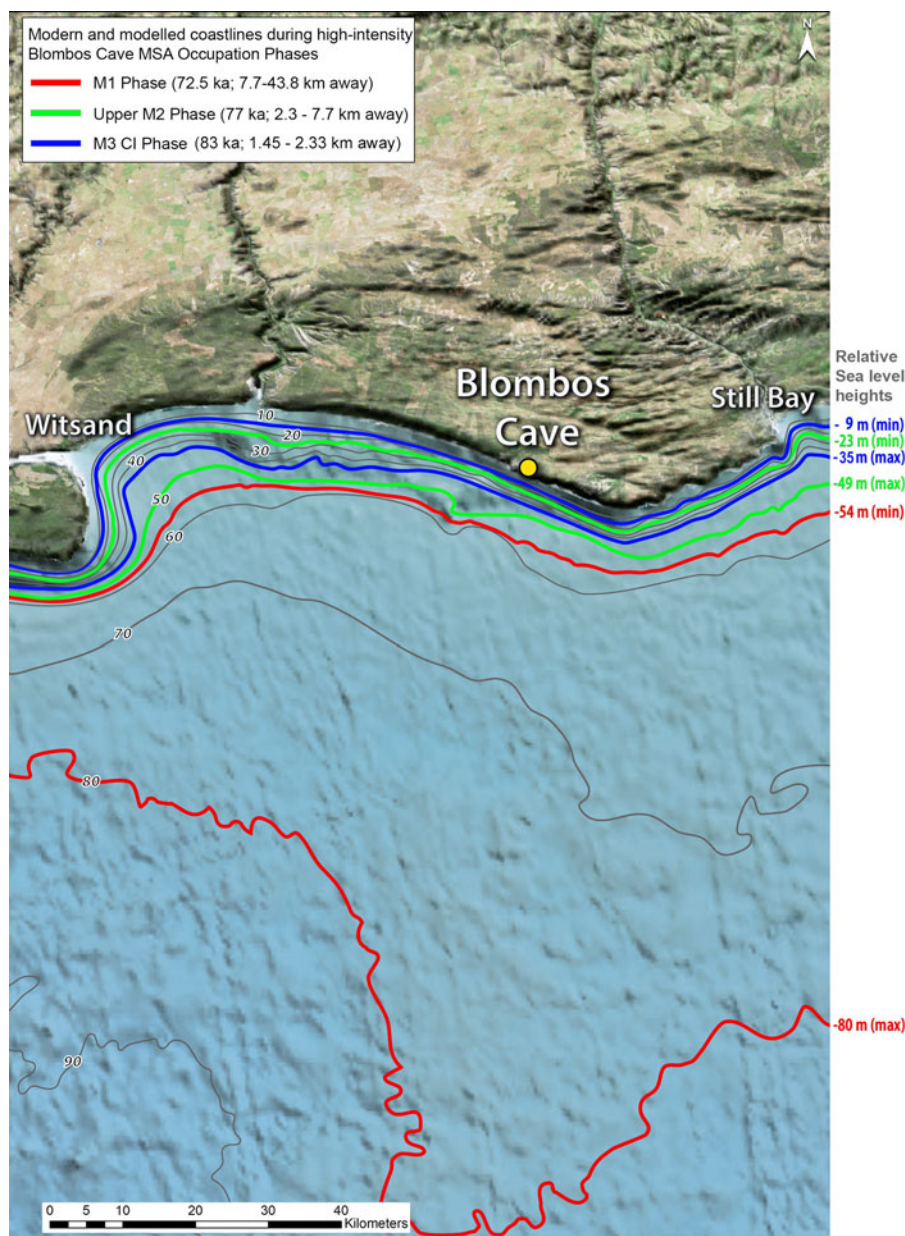 Modern and modelled coastlines during high-intensity
Blombos Cave MSA Occupation Phases
M1 Phase (72.5 ka; 7.7-43.8 km away)
Upper M2 Phase (77 ka; 2.3 - 7.7 km away)
M3 CI Phase (83 ka; 1.45 - 2.33 km away)
N
Relative
Sea level
heights
Blombos
Cave
Still Bay
Witsand
10
20
30
40
50
60
70
80
90
- 9 m (min)
-23 m (min)
-35 m (max)
-49 m (max)
-54 m (min)
-80 m (max)
0 5 10 20 30 40
Kilometers